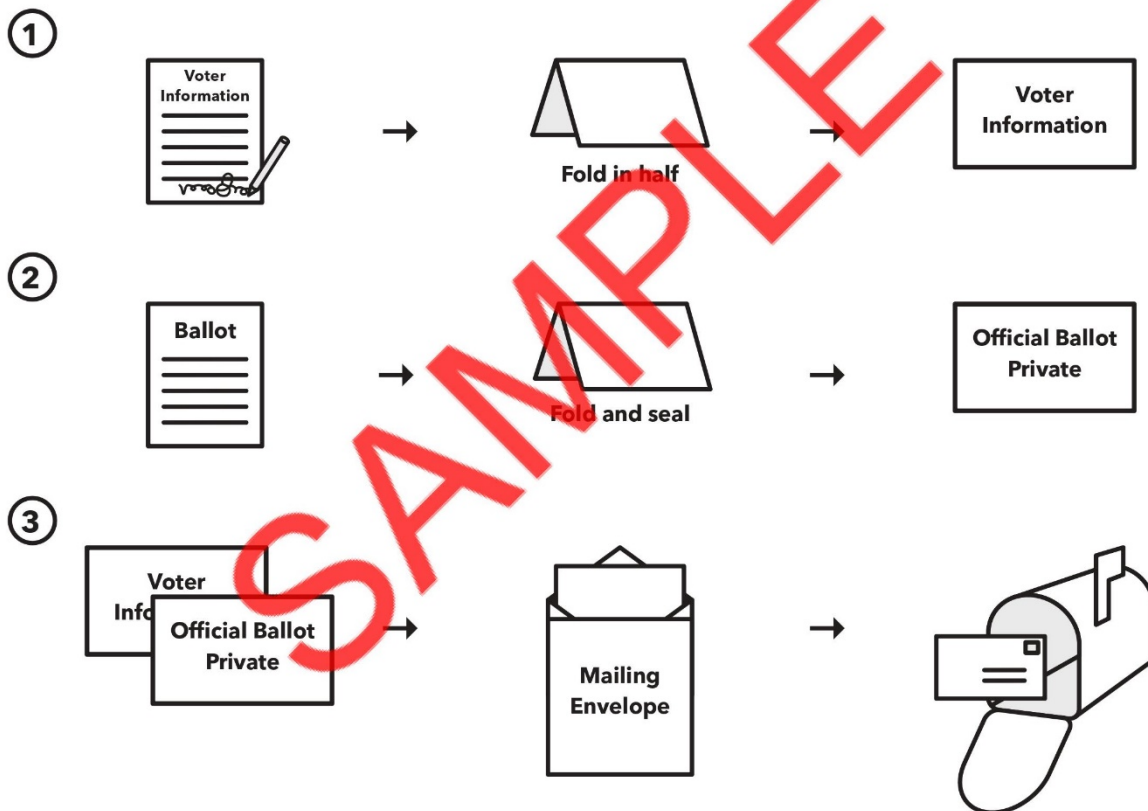 1
Voter
Information
Fold in half
Voter
Information
2
Ballot
Fold and seal
Official Ballot
Private
3
Voter
Info
Official Ballot
Private
Mailing
Envelope
SAMPLE